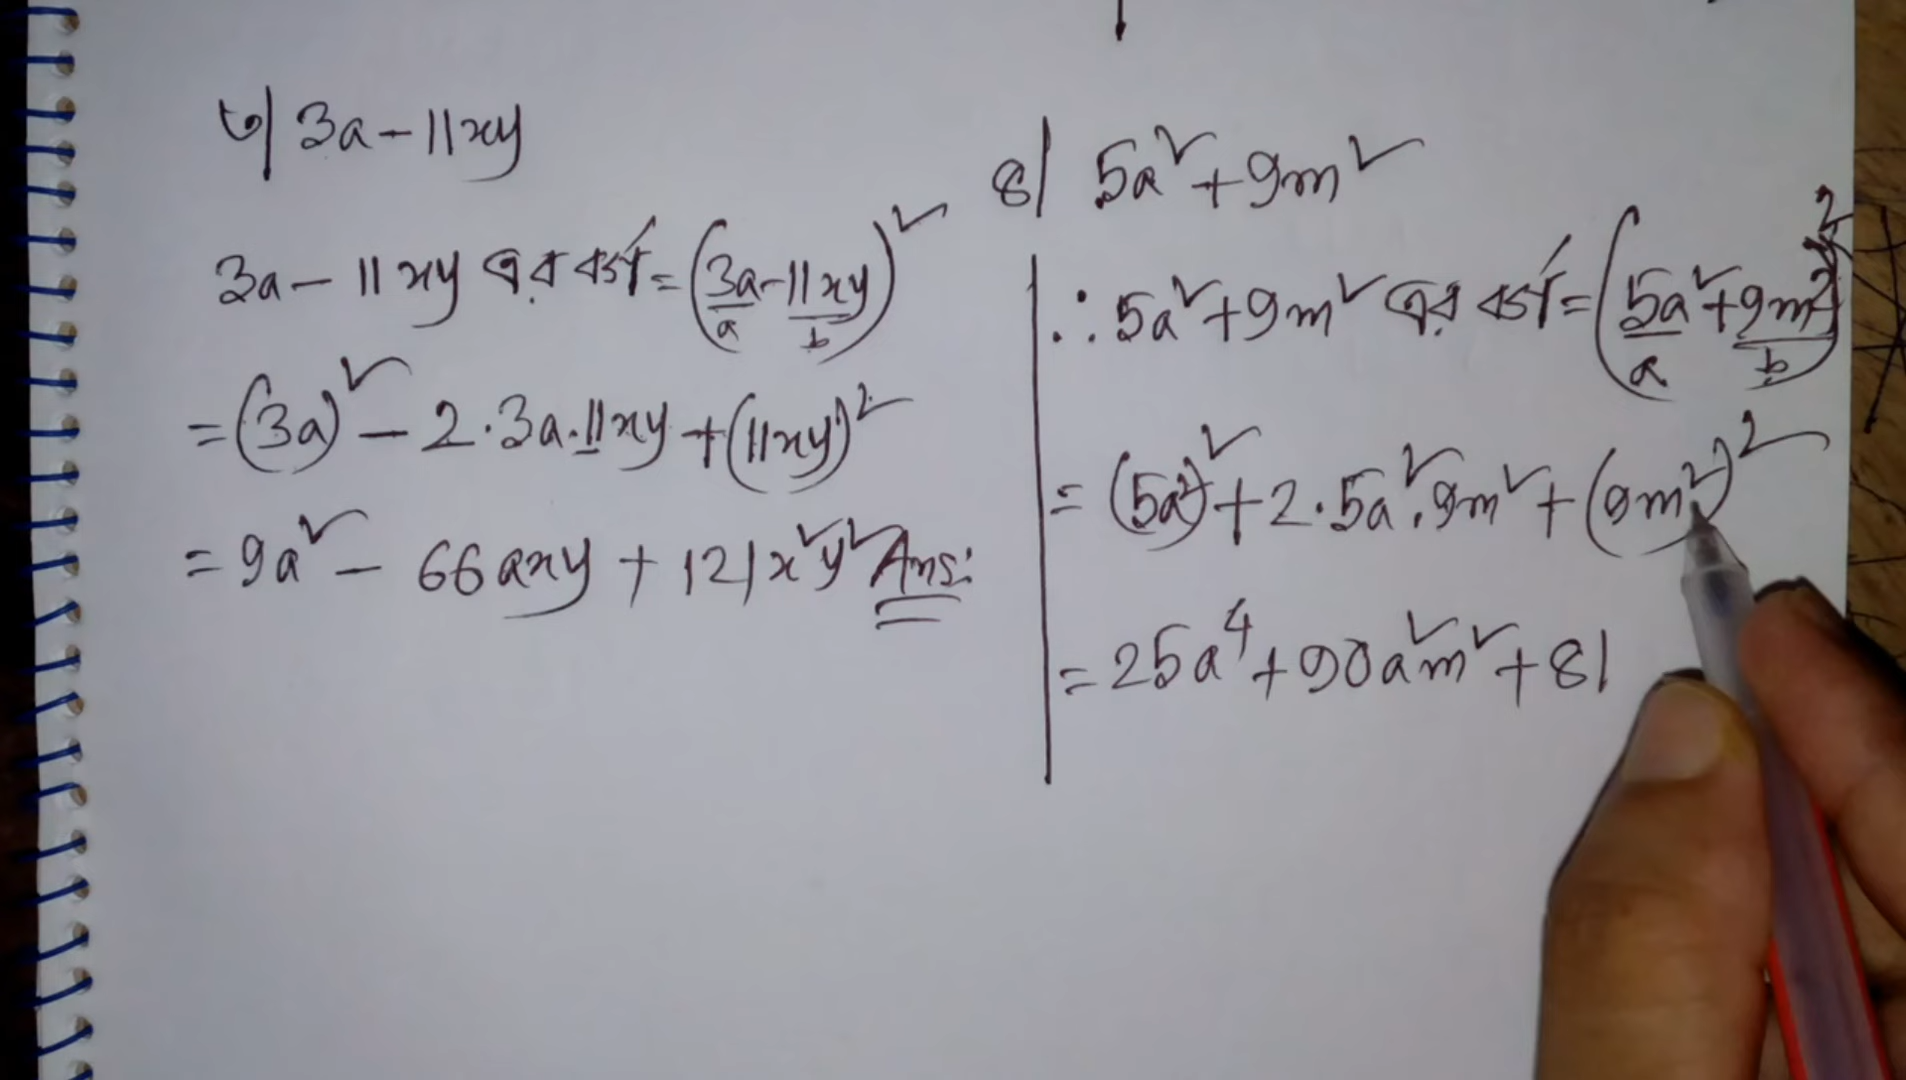 ৩| 3a - 11xy
3a - 11xy এর বর্গ = (3a - 11xy)²
a b
= (3a)² - 2·3a·11xy + (11xy)²
= 9a² - 66axy + 121x²y² Ans:
8| 5a² + 9m²
∴ 5a² + 9m² এর বর্গ = (5a² + 9m²)²
a b
= (5a²)² + 2·5a²·9m² + (9m²)²
= 25a⁴ + 90a²m² + 81